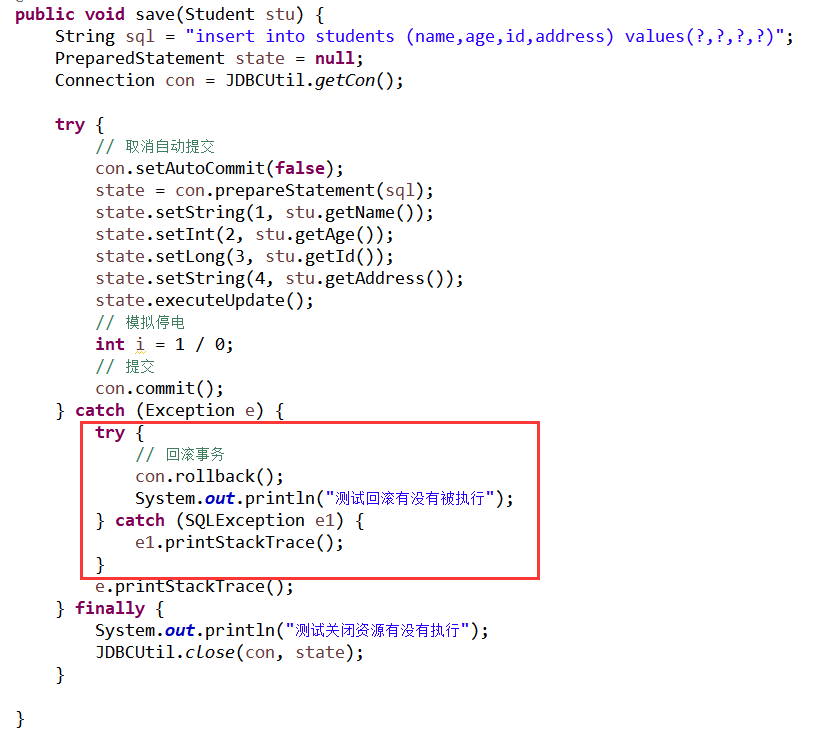 public void save(Student stu) {
    String sql = "insert into students (name,age,id,address) values(?,?,?,?)";
    PreparedStatement state = null;
    Connection con = JDBCUtil.getCon();
    try {
        // 取消自动提交
        con.setAutoCommit(false);
        state = con.prepareStatement(sql);
        state.setString(1, stu.getName());
        state.setInt(2, stu.getAge());
        state.setLong(3, stu.getId());
        state.setString(4, stu.getAddress());
        state.executeUpdate();
        // 模拟停电
        int i = 1 / 0;
        // 提交
        con.commit();
    } catch (Exception e) {
        try {
            // 回滚事务
            con.rollback();
            System.out.println("测试回滚有没有被执行");
        } catch (SQLException e1) {
            e1.printStackTrace();
        }
        e.printStackTrace();
    } finally {
        System.out.println("测试关闭资源有没有执行");
        JDBCUtil.close(con, state);
    }
}